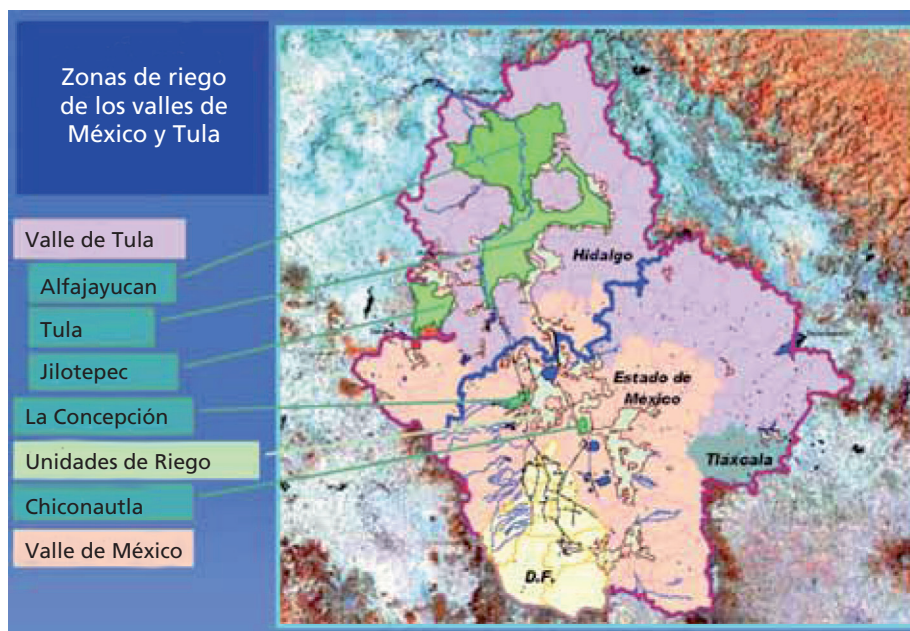 Zonas de riego
de los valles de
México y Tula
Valle de Tula
Alfajayucan
Tula
Jilotepec
La Concepción
Unidades de Riego
Chiconautla
Valle de México
Hidalgo
Estado de
Mexico
Tlaxcala
D.F.